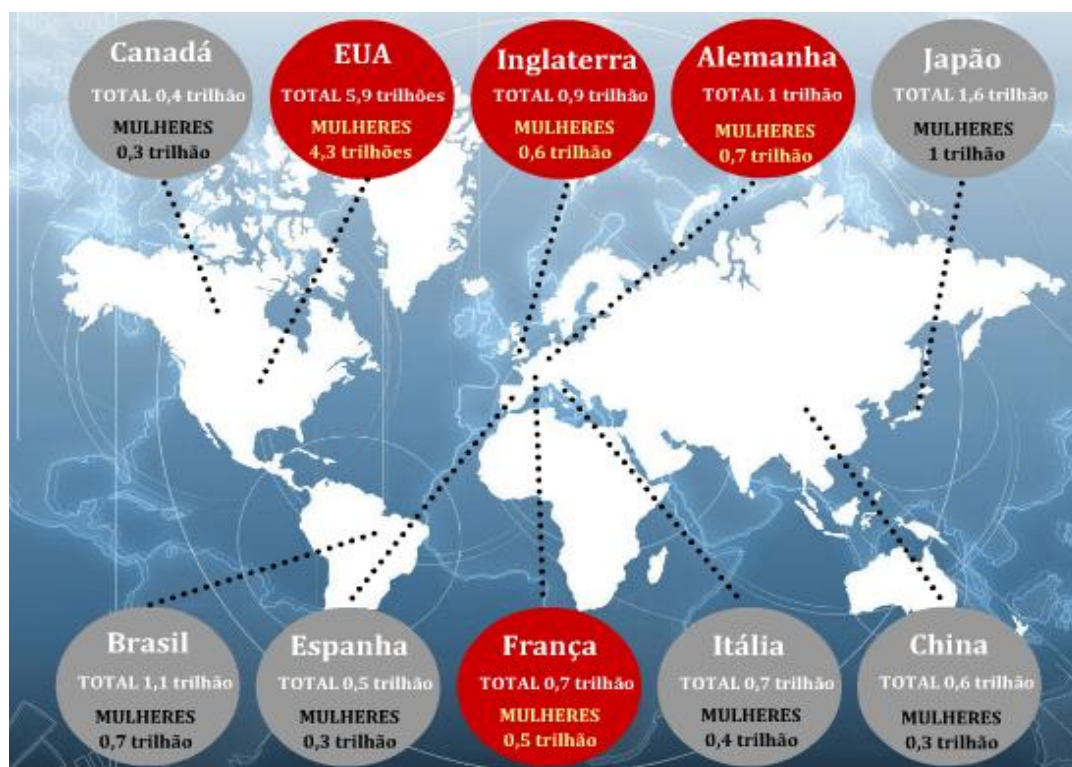 Canadá
TOTAL 0,4 trilhão
MULHERES
0,3 trilhão
EUA
TOTAL 5,9 trilhões
MULHERES
4,3 trilhões
Inglaterra
TOTAL 0,9 trilhão
MULHERES
0,6 trilhão
Alemanha
TOTAL 1 trilhão
MULHERES
0,7 trilhão
Japão
TOTAL 1,6 trilhão
MULHERES
1 trilhão
Brasil
TOTAL 1,1 trilhão
MULHERES
0,7 trilhão
Espanha
TOTAL 0,5 trilhão
MULHERES
0,3 trilhão
França
TOTAL 0,7 trilhão
MULHERES
0,5 trilhão
Itália
TOTAL 0,7 trilhão
MULHERES
0,4 trilhão
China
TOTAL 0,6 trilhão
MULHERES
0,3 trilhão